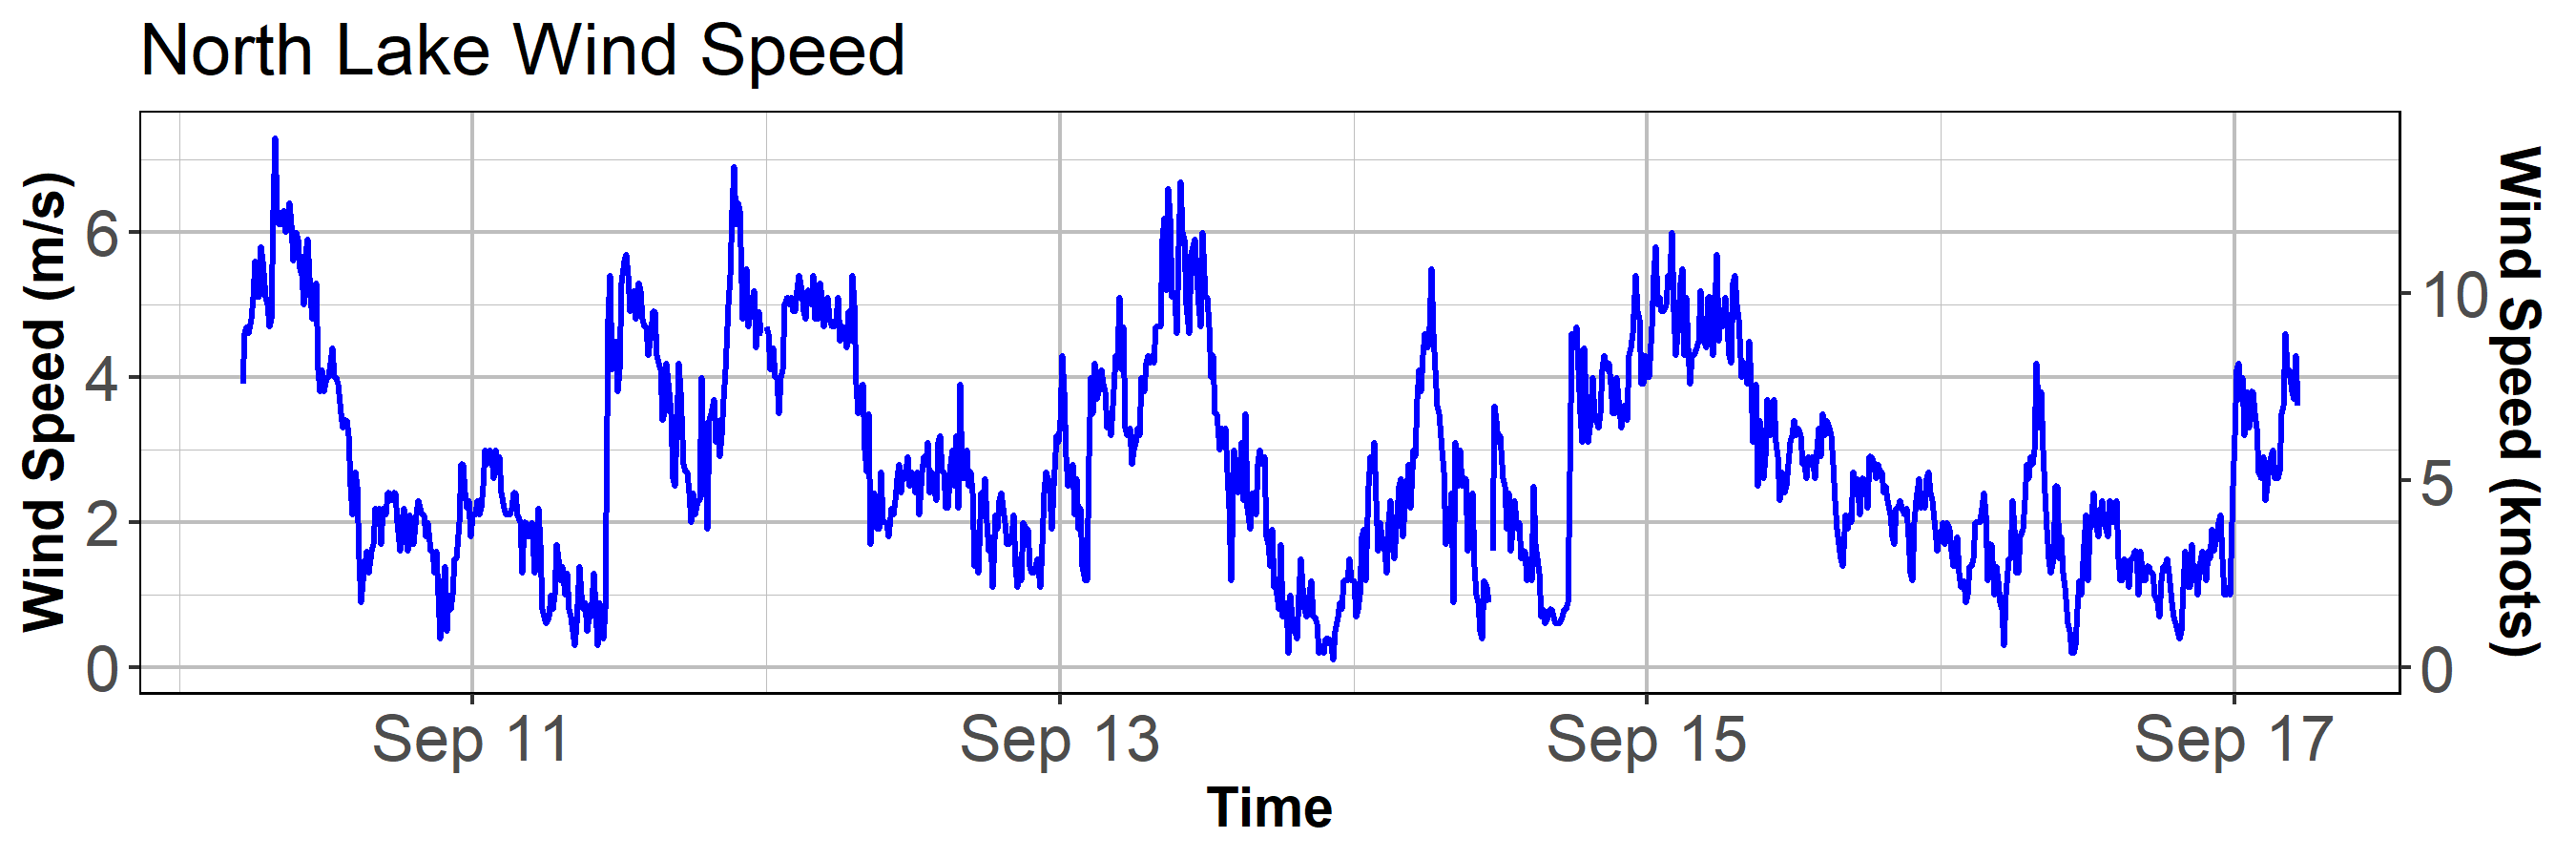 North Lake Wind Speed
Wind Speed (m/s)
6
4
2
0
10
5
0
Wind Speed (knots)
Sep 11
Sep 13
Sep 15
Sep 17
Time